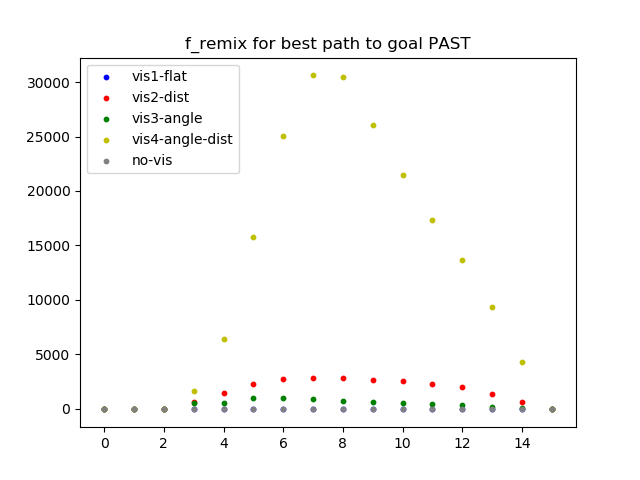 f_remix for best path to goal PAST
vis1-flat
vis2-dist
vis3-angle
vis4-angle-dist
no-vis
30000
25000
20000
15000
10000
5000
0
0 2 4 6 8 10 12 14